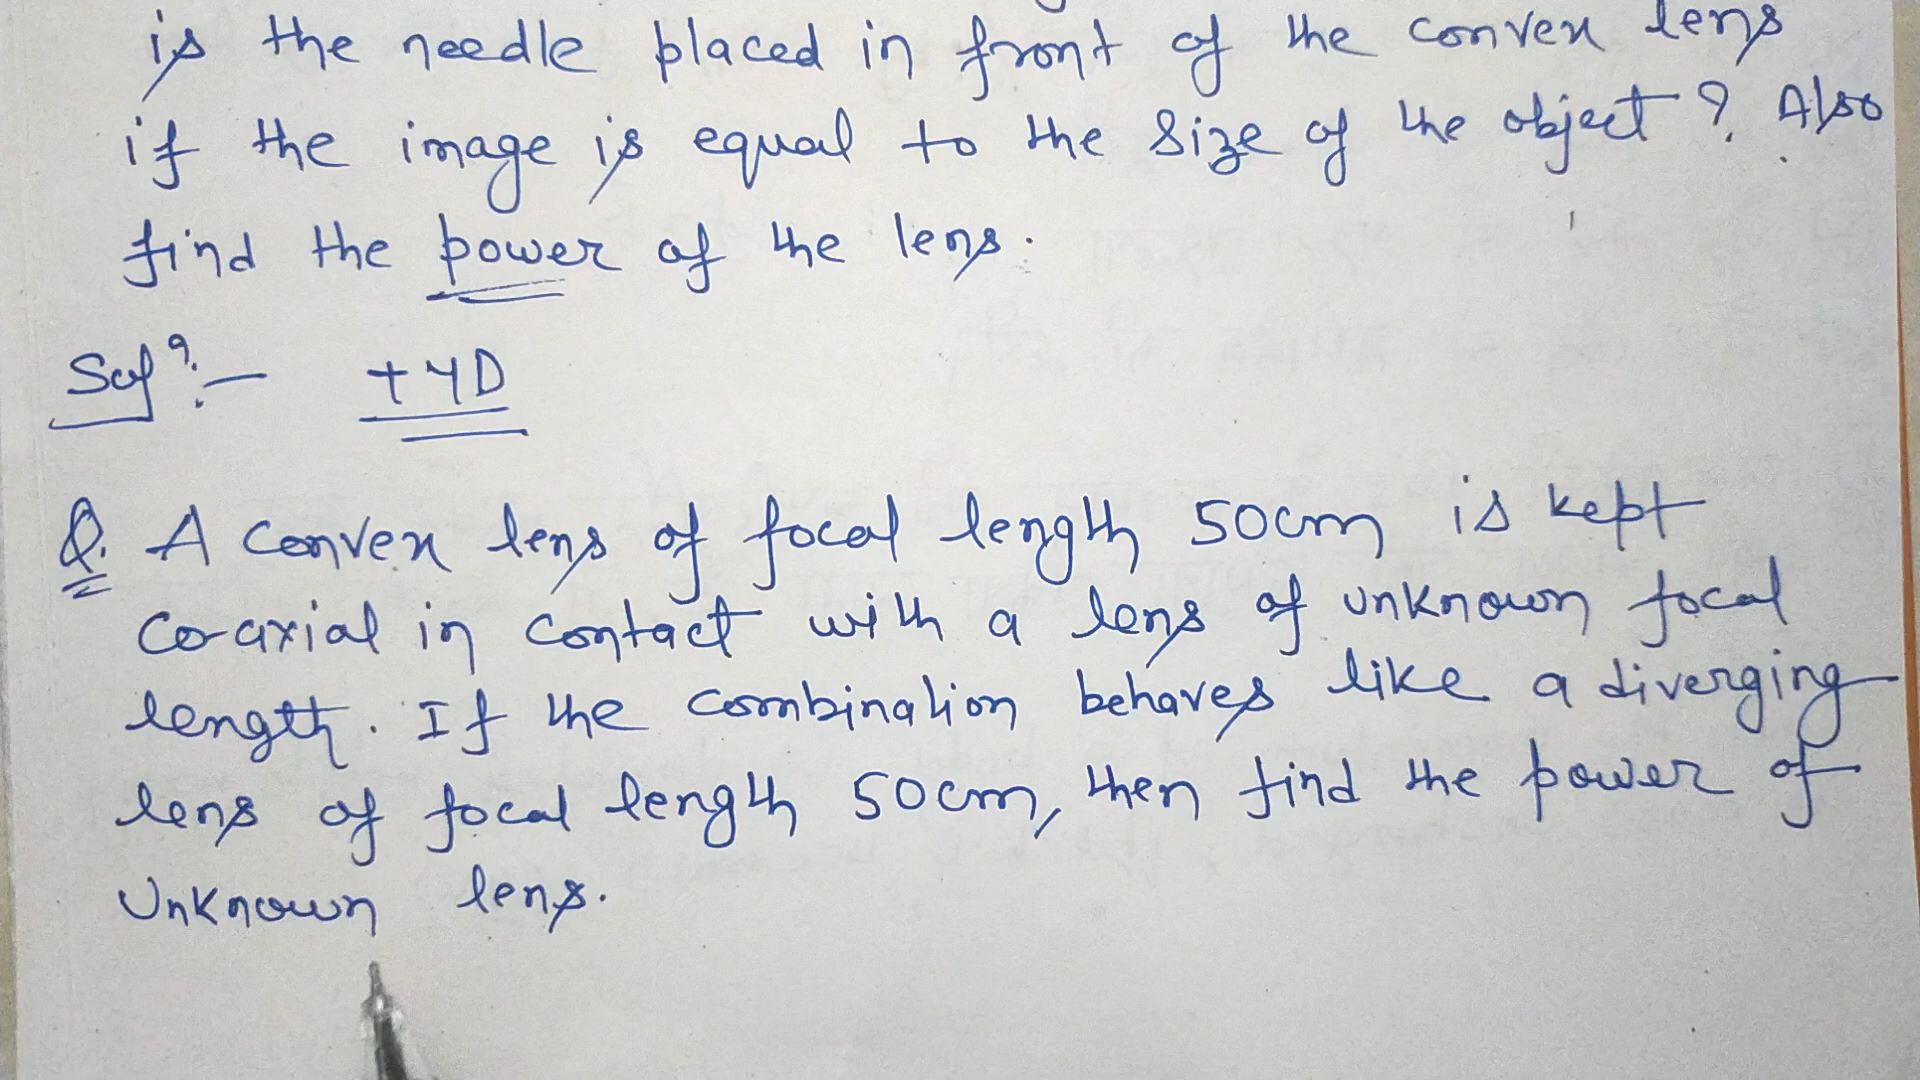 is the needle placed in front of the convex lens
if the image is equal to the size of the object ? Also
find the power of the lens.
Solⁿ:- +4D
Q. A convex lens of focal length 50cm is kept
co-axial in contact with a lens of unknown focal
length. If the combination behaves like a diverging
lens of focal length 50cm, then find the power of
unknown lens.